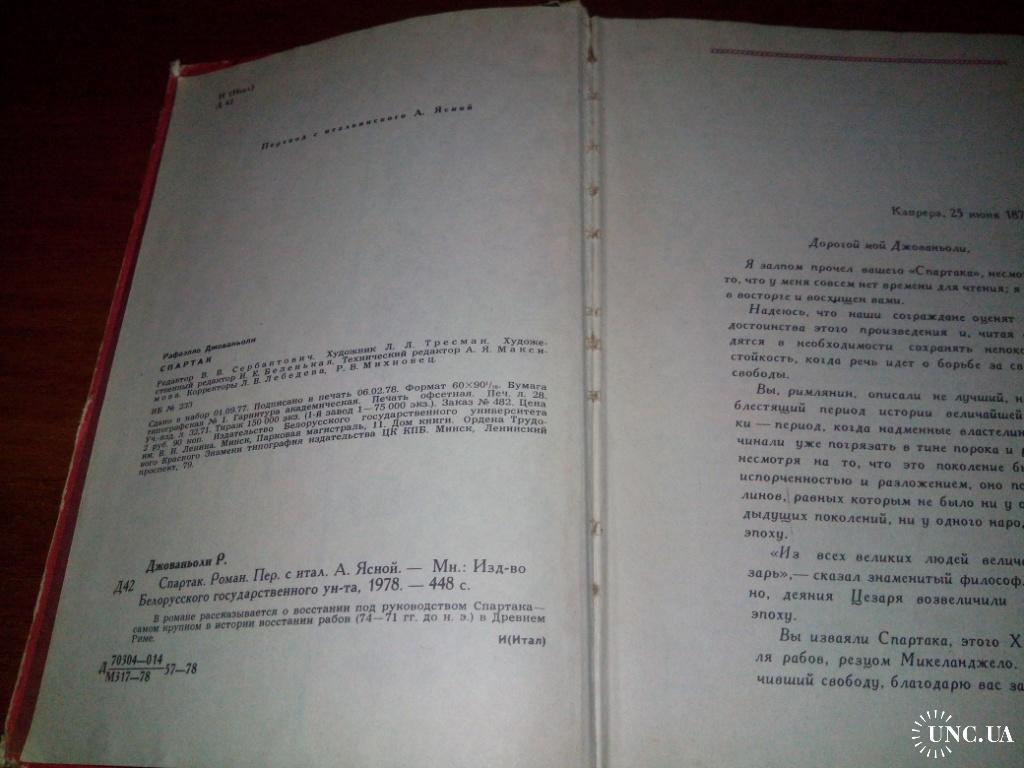 И (Итал)
Д 42
Перевод с итальянского А. Ясной
Рафаэлло Джованьоли
СПАРТАК
Редактор В. В. Сербантович. Художник Л. Л. Тресман. Художе-
ственный редактор И. Е. Беленькая. Технический редактор А. Я. Макси-
мова. Корректоры Л. В. Лебедева, Р. В. Михновец.
ИБ № 233
Сдано в набор 01.09.77. Подписано в печать 06.02.78. Формат 60×90¹/₁₆. Бумага
типографская № 1. Гарнитура академическая. Печать офсетная. Печ. л. 28.
Уч.-изд. л. 32,71. Тираж 150 000 экз. (1-й завод 1—75 000 экз.). Заказ № 482. Цена
2 руб. 90 коп. Издательство Белорусского государственного университета
им. В. И. Ленина. Минск, Парковая магистраль, 11. Дом книги. Ордена Трудо-
вого Красного Знамени типография издательства ЦК КПБ. Минск, Ленинский
проспект, 79.
Джованьоли Р.
Д42 Спартак. Роман. Пер. с итал. А. Ясной. — Мн.: Изд-во
Белорусского государственного ун-та, 1978. — 448 с.
В романе рассказывается о восстании под руководством Спартака—
самом крупном в истории восстании рабов (74—71 гг. до н. э.) в Древнем
Риме.
И(Итал)
Д 70304—014
М317—78 57—78
Капрера, 25 июня 187
Дорогой мой Джованьоли,
Я залпом прочел вашего «Спартака», несмот
то, что у меня совсем нет времени для чтения; я
в восторге и восхищен вами.
Надеюсь, что наши сограждане оценят
достоинства этого произведения и, читая
дятся в необходимости сохранять непоко
стойкость, когда речь идет о борьбе за св
свободы.
Вы, римлянин, описали не лучший, н
блестящий период истории величайшей
ки — период, когда надменные властелин
чинали уже погрязать в тине порока и р
несмотря на то, что это поколение бы
испорченностью и разложением, оно по
линов, равных которым не было ни у о
дыдущих поколений, ни у одного наро
эпоху.
«Из всех великих людей велич
зарь»,— сказал знаменитый философ,
но, деяния Цезаря возвеличили
эпоху.
Вы изваяли Спартака, этого Х
ля рабов, резцом Микеланджело.
чивший свободу, благодарю вас за
UNC.UA